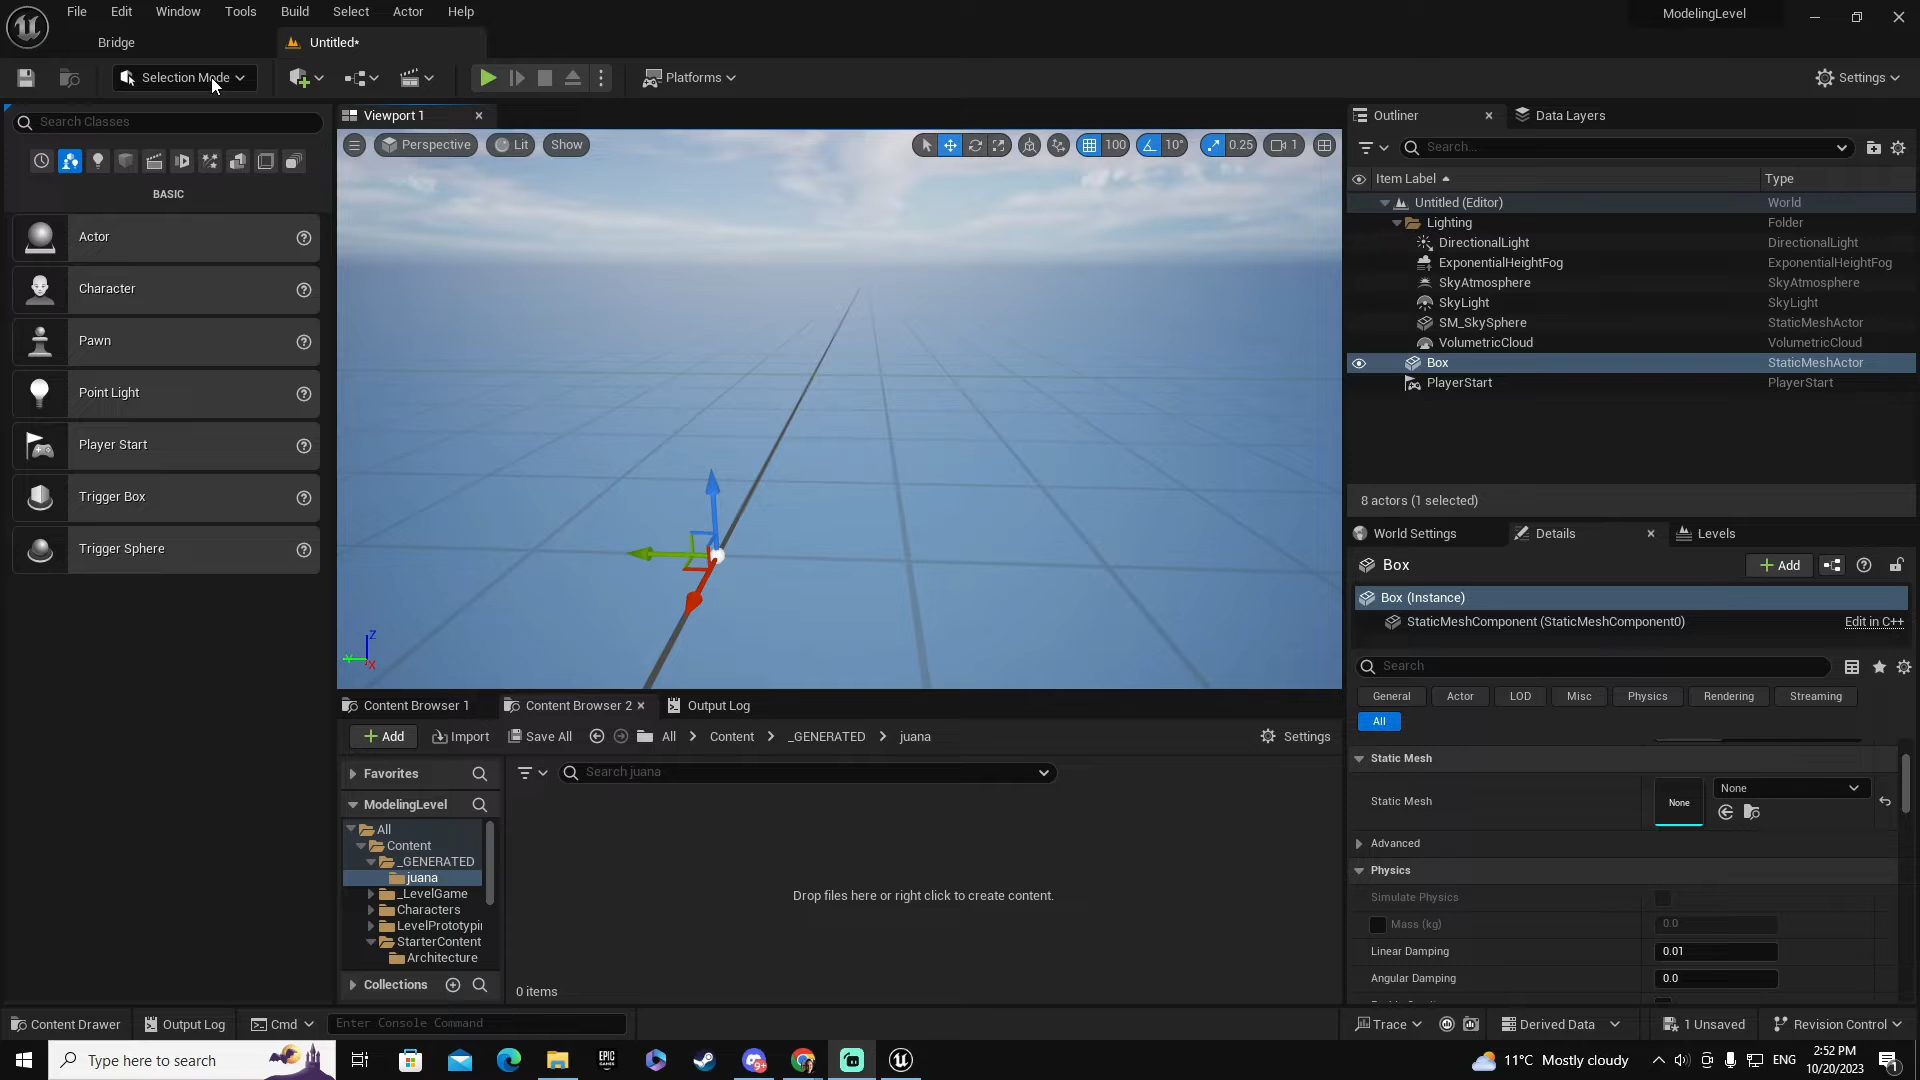 File Edit Window Tools Build Select Actor Help
ModelingLevel
Bridge
Untitled*
Selection Mode
Platforms
Settings
Search Classes
BASIC
Actor
Character
Pawn
Point Light
Player Start
Trigger Box
Trigger Sphere
Viewport 1
Perspective Lit Show
100 10° 0.25 1
Z
Y
X
Outliner
Data Layers
Search...
Item Label Type
Untitled (Editor) World
Lighting Folder
DirectionalLight DirectionalLight
ExponentialHeightFog ExponentialHeightFog
SkyAtmosphere SkyAtmosphere
SkyLight SkyLight
SM_SkySphere StaticMeshActor
VolumetricCloud VolumetricCloud
Box StaticMeshActor
PlayerStart PlayerStart
8 actors (1 selected)
World Settings Details Levels
Box
Add
Box (Instance)
StaticMeshComponent (StaticMeshComponent0) Edit in C++
Search
General Actor LOD Misc Physics Rendering Streaming
All
Static Mesh
Static Mesh None None
Advanced
Physics
Simulate Physics
Mass (kg) 0.0
Linear Damping 0.01
Angular Damping 0.0
Content Browser 1 Content Browser 2 Output Log
Add Import Save All All Content _GENERATED juana Settings
Favorites
Search juana
ModelingLevel
All
Content
_GENERATED
juana
_LevelGame
Characters
LevelPrototypi
StarterContent
Architecture
Collections
Drop files here or right click to create content.
0 items
Content Drawer Output Log Cmd Enter Console Command
Trace Derived Data 1 Unsaved Revision Control
Type here to search
EPIC GAMES
9+
11°C Mostly cloudy
ENG
2:52 PM
10/20/2023
1